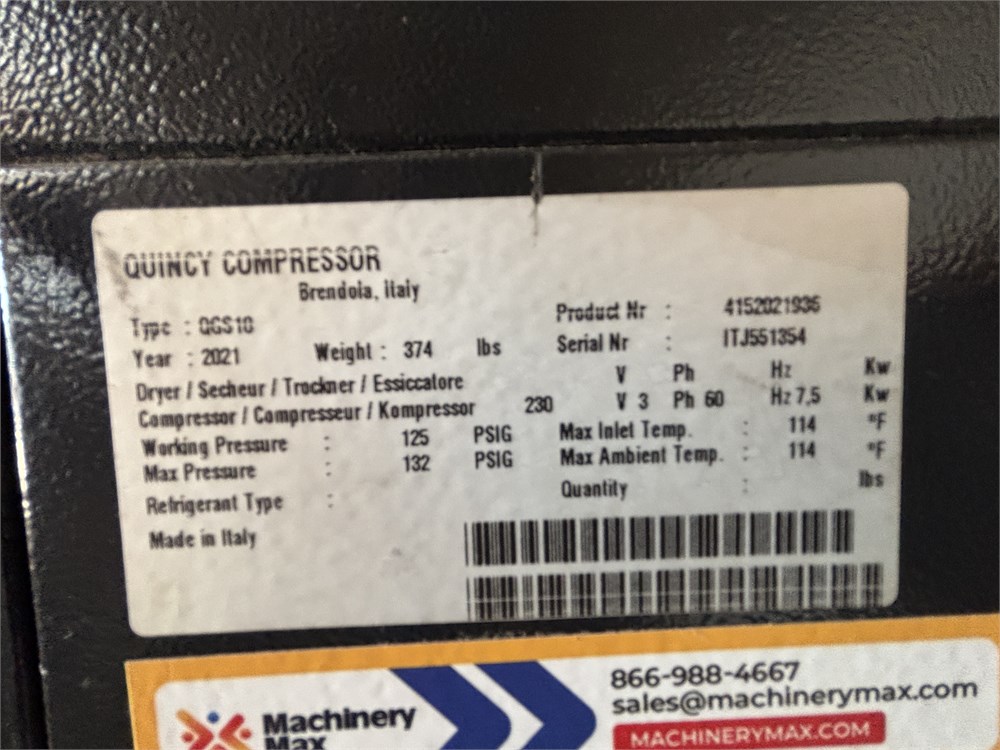 QUINCY COMPRESSOR
Brendola, Italy
Type : QGS10
Product Nr : 4152021936
Year : 2021 Weight : 374 lbs
Serial Nr : ITJ551354
Dryer / Secheur / Trockner / Essiccatore V Ph Hz Kw
Compressor / Compresseur / Kompressor 230 V 3 Ph 60 Hz 7,5 Kw
Working Pressure : 125 PSIG
Max Inlet Temp. : 114 °F
Max Pressure : 132 PSIG
Max Ambient Temp. : 114 °F
Refrigerant Type :
Quantity : lbs
Made in Italy
Machinery
Max
866-988-4667
sales@machinerymax.com
MACHINERYMAX.COM